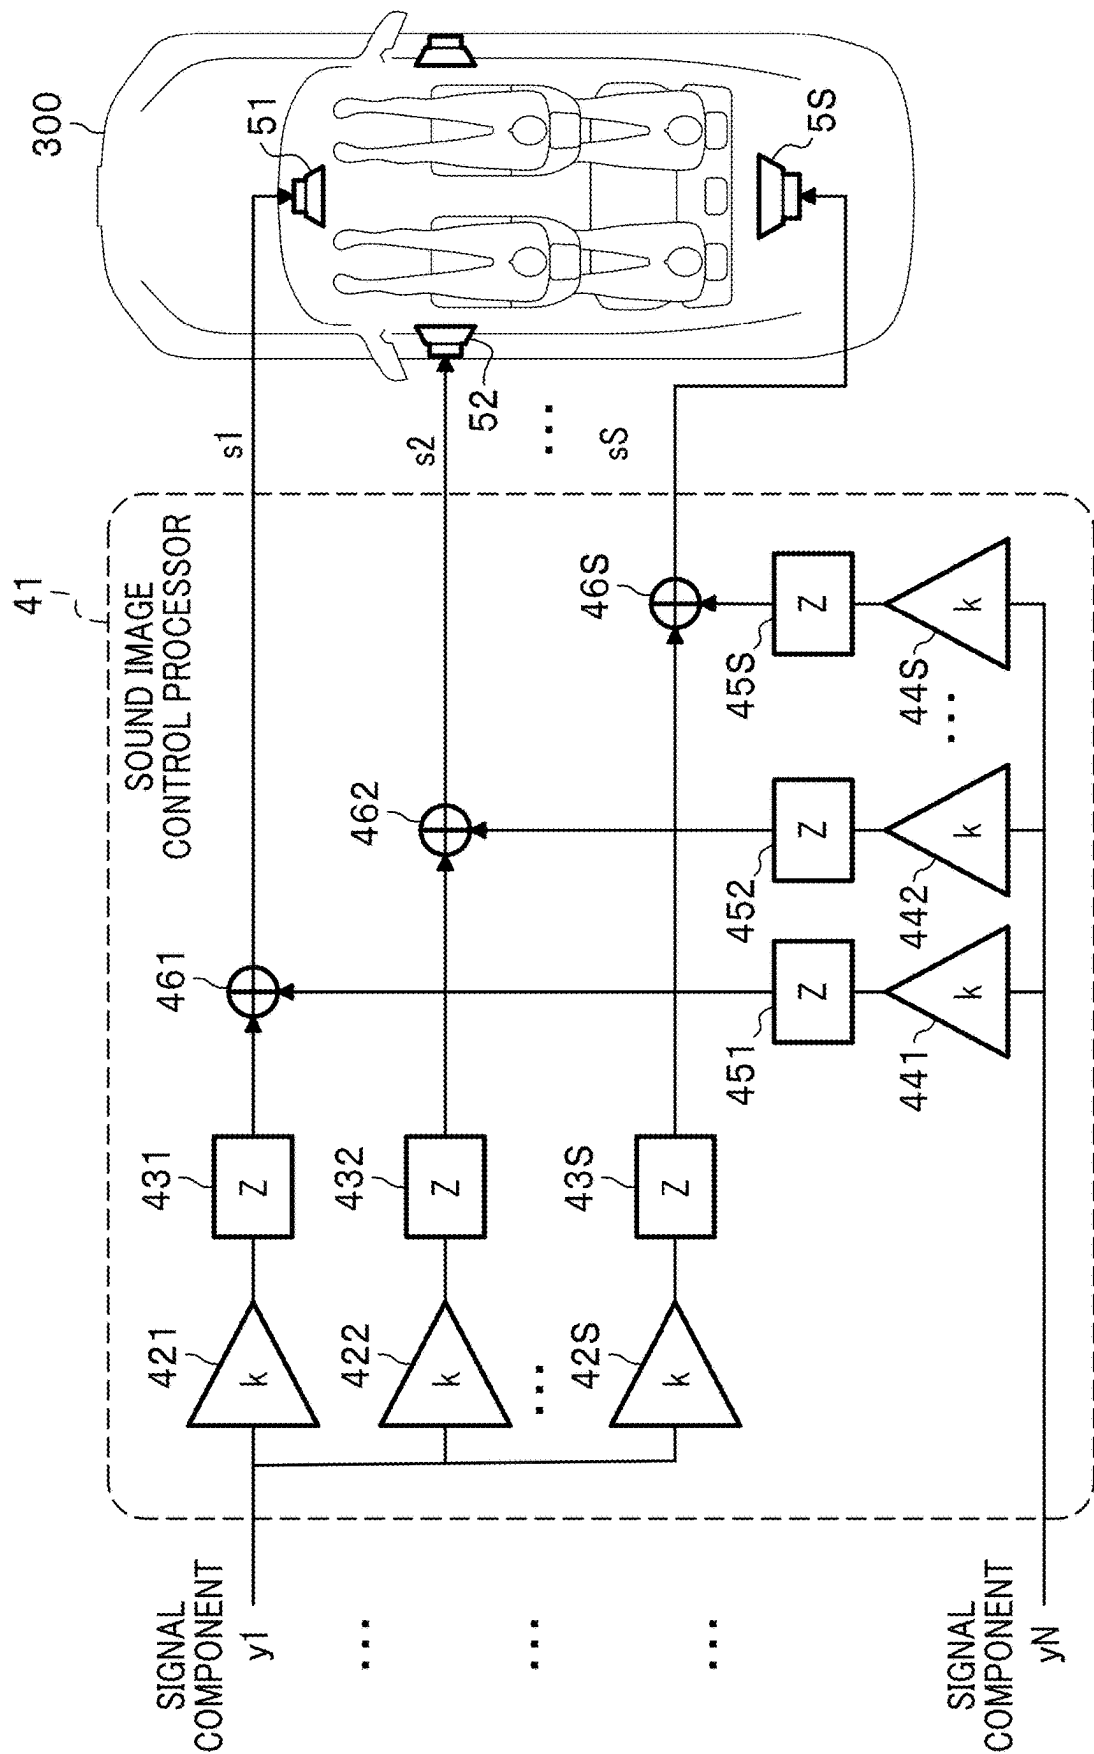 300
51
5S
52
s1
s2
...
sS
41
SOUND IMAGE
CONTROL PROCESSOR
461
462
46S
431
Z
432
Z
43S
Z
421
k
422
k
...
42S
k
451
Z
452
Z
45S
Z
441
k
442
k
...
44S
k
SIGNAL
COMPONENT
y1
...
...
...
SIGNAL
COMPONENT
yN